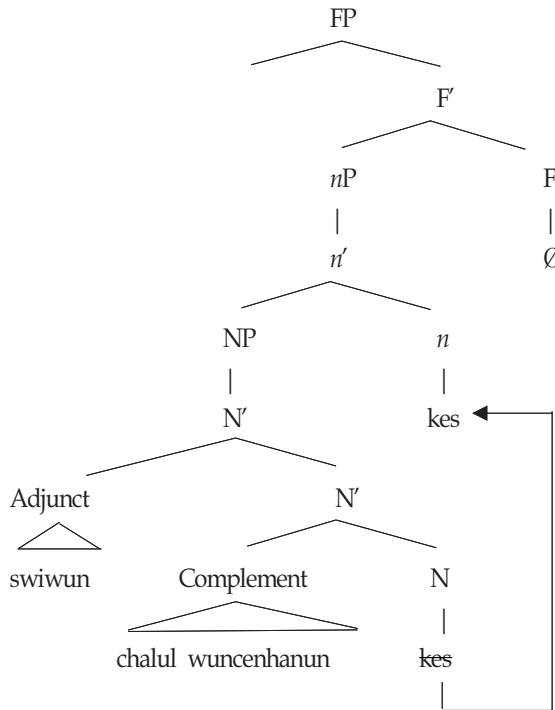 FP
F′
nP F
n′ Ø
NP n
N′ kes
Adjunct N′
swiwun Complement N
chalul wuncenhanun kes